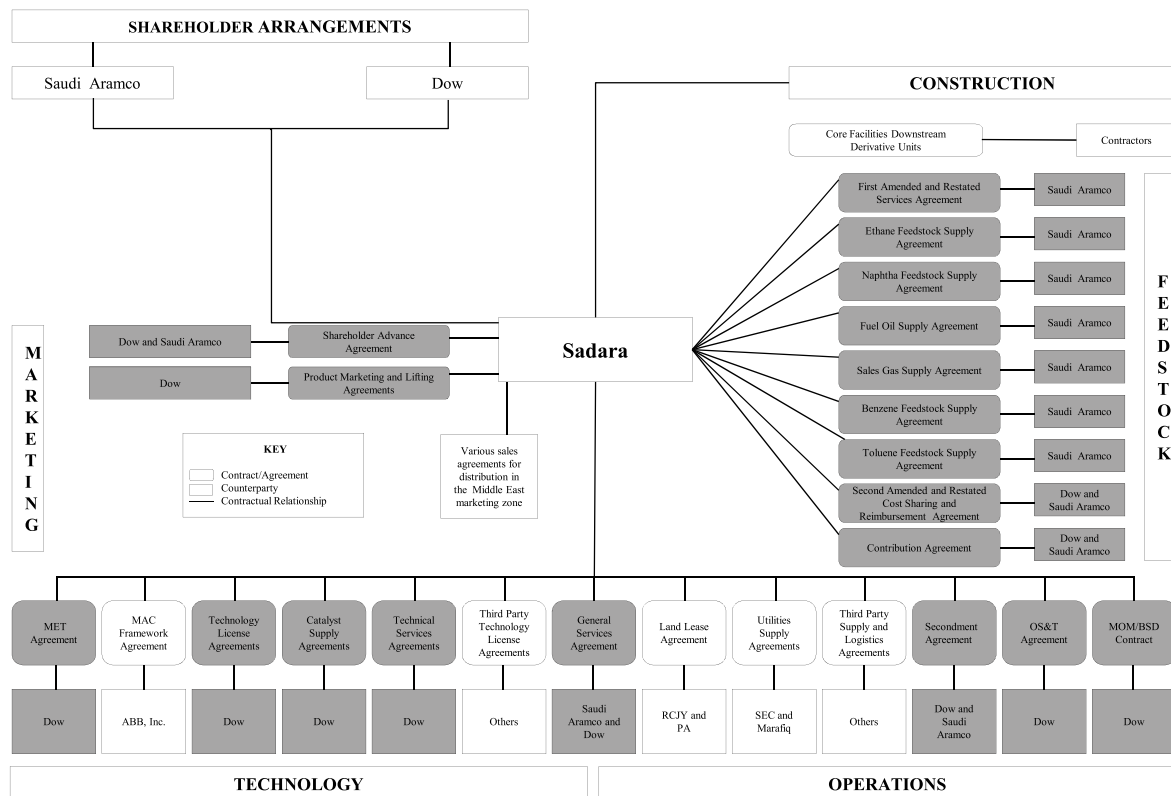 SHAREHOLDER ARRANGEMENTS
Saudi Aramco
Dow
CONSTRUCTION
Core Facilities Downstream
Derivative Units
Contractors
First Amended and Restated
Services Agreement
Saudi Aramco
Ethane Feedstock Supply
Agreement
Saudi Aramco
Naphtha Feedstock Supply
Agreement
Saudi Aramco
Fuel Oil Supply Agreement
Saudi Aramco
Sales Gas Supply Agreement
Saudi Aramco
Benzene Feedstock Supply
Agreement
Saudi Aramco
Toluene Feedstock Supply
Agreement
Saudi Aramco
Second Amended and Restated
Cost Sharing and
Reimbursement Agreement
Dow and
Saudi Aramco
Contribution Agreement
Dow and
Saudi Aramco
FEEDSTOCK
Sadara
MARKETING
Dow and Saudi Aramco
Shareholder Advance
Agreement
Dow
Product Marketing and Lifting
Agreements
KEY
Contract/Agreement
Counterparty
Contractual Relationship
Various sales
agreements for
distribution in
the Middle East
marketing zone
MET
Agreement
MAC
Framework
Agreement
Technology
License
Agreements
Catalyst
Supply
Agreements
Technical
Services
Agreements
Third Party
Technology
License
Agreements
General
Services
Agreement
Land Lease
Agreement
Utilities
Supply
Agreements
Third Party
Supply and
Logistics
Agreements
Secondment
Agreement
OS&T
Agreement
MOM/BSD
Contract
Dow
ABB, Inc.
Dow
Dow
Dow
Others
Saudi
Aramco and
Dow
RCJY and
PA
SEC and
Marafiq
Others
Dow and
Saudi
Aramco
Dow
Dow
TECHNOLOGY
OPERATIONS